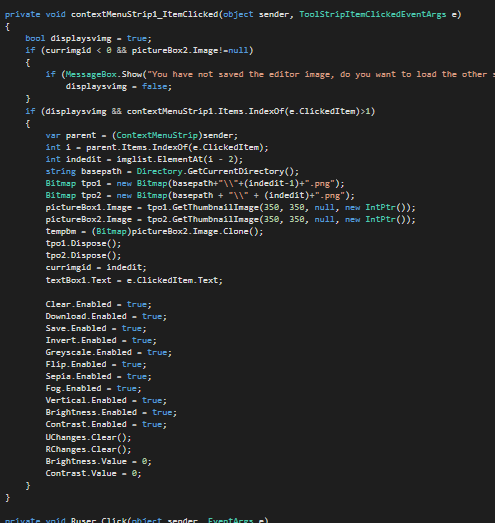 private void contextMenuStrip1_ItemClicked(object sender, ToolStripItemClickedEventArgs e)
{
bool displaysvimg = true;
if (currimgid < 0 && pictureBox2.Image!=null)
{
if (MessageBox.Show("You have not saved the editor image, do you want to load the other s
displaysvimg = false;
}
if (displaysvimg && contextMenuStrip1.Items.IndexOf(e.ClickedItem)>1)
{
var parent = (ContextMenuStrip)sender;
int i = parent.Items.IndexOf(e.ClickedItem);
int indedit = imglist.ElementAt(i - 2);
string basepath = Directory.GetCurrentDirectory();
Bitmap tpo1 = new Bitmap(basepath+"\\"+(indedit-1)+".png");
Bitmap tpo2 = new Bitmap(basepath + "\\" + (indedit)+".png");
pictureBox1.Image = tpo1.GetThumbnailImage(350, 350, null, new IntPtr());
pictureBox2.Image = tpo2.GetThumbnailImage(350, 350, null, new IntPtr());
tempbm = (Bitmap)pictureBox2.Image.Clone();
tpo1.Dispose();
tpo2.Dispose();
currimgid = indedit;
textBox1.Text = e.ClickedItem.Text;
Clear.Enabled = true;
Download.Enabled = true;
Save.Enabled = true;
Invert.Enabled = true;
Greyscale.Enabled = true;
Flip.Enabled = true;
Sepia.Enabled = true;
Fog.Enabled = true;
Vertical.Enabled = true;
Brightness.Enabled = true;
Contrast.Enabled = true;
UChanges.Clear();
RChanges.Clear();
Brightness.Value = 0;
Contrast.Value = 0;
}
}
private void Ruser_Click(object sender, EventArgs e)